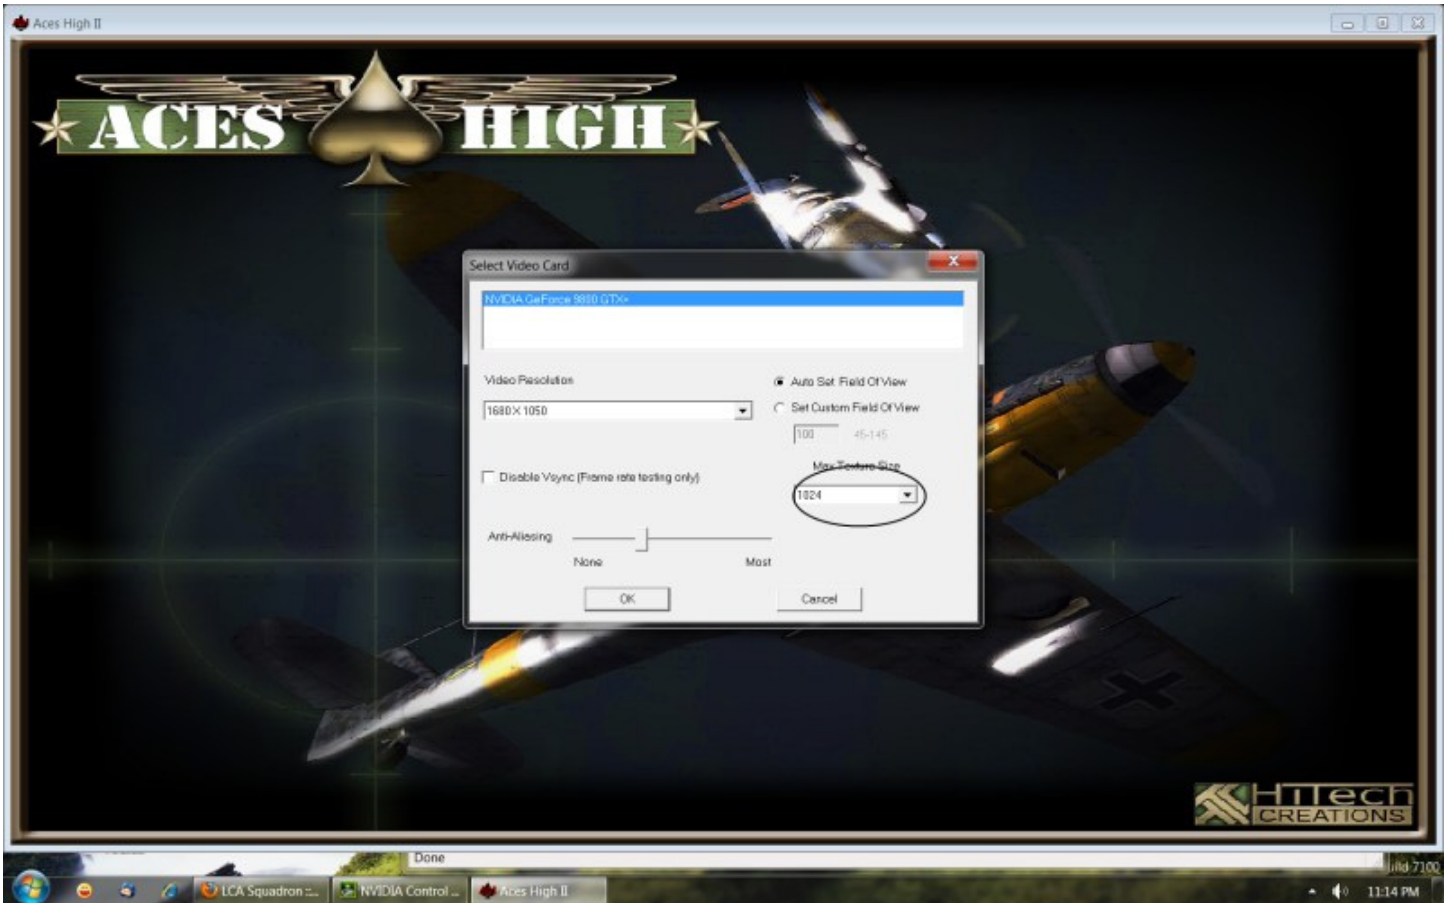 Aces High II
ACES HIGH
Select Video Card
NVIDIA GeForce 9800 GTX+
Video Resolution
Auto Set Field Of View
1680 X 1050
Set Custom Field Of View
100 45-145
Max Texture Size
Disable Vsync (Frame rate testing only)
1024
Anti-Aliasing
None Most
OK Cancel
HiTech
CREATIONS
Done
7100
LCA Squadron ::... NVIDIA Control ... Aces High II 11:14 PM